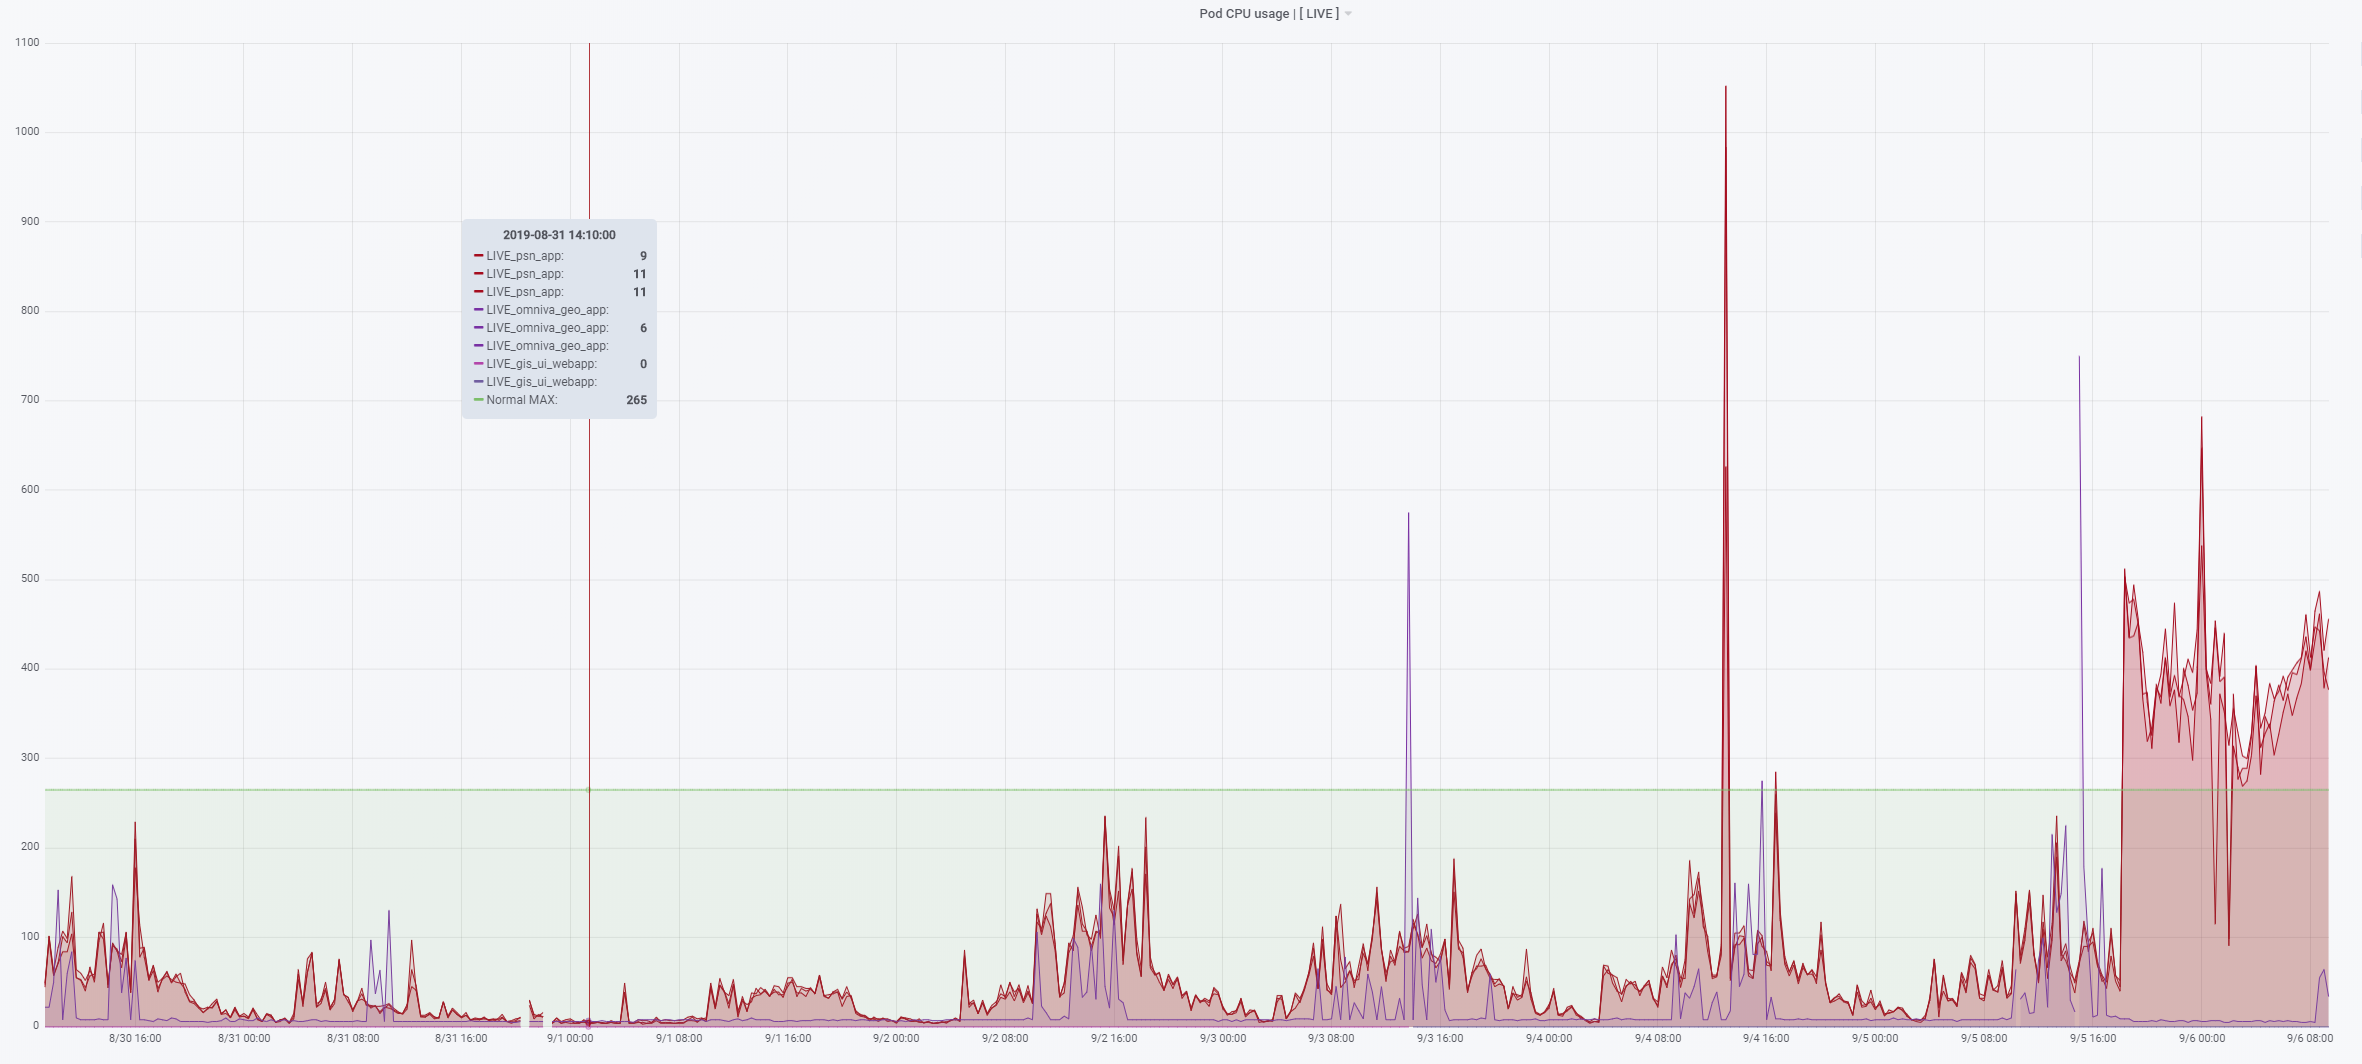 Pod CPU usage | [ LIVE ]
1100
1000
900
800
700
600
500
400
300
200
100
0
2019-08-31 14:10:00
LIVE_psn_app: 9
LIVE_psn_app: 11
LIVE_psn_app: 11
LIVE_omniva_geo_app:
LIVE_omniva_geo_app: 6
LIVE_omniva_geo_app:
LIVE_gis_ui_webapp: 0
LIVE_gis_ui_webapp:
Normal MAX: 265
8/30 16:00 8/31 00:00 8/31 08:00 8/31 16:00 9/1 00:00 9/1 08:00 9/1 16:00 9/2 00:00 9/2 08:00 9/2 16:00 9/3 00:00 9/3 08:00 9/3 16:00 9/4 00:00 9/4 08:00 9/4 16:00 9/5 00:00 9/5 08:00 9/5 16:00 9/6 00:00 9/6 08:00